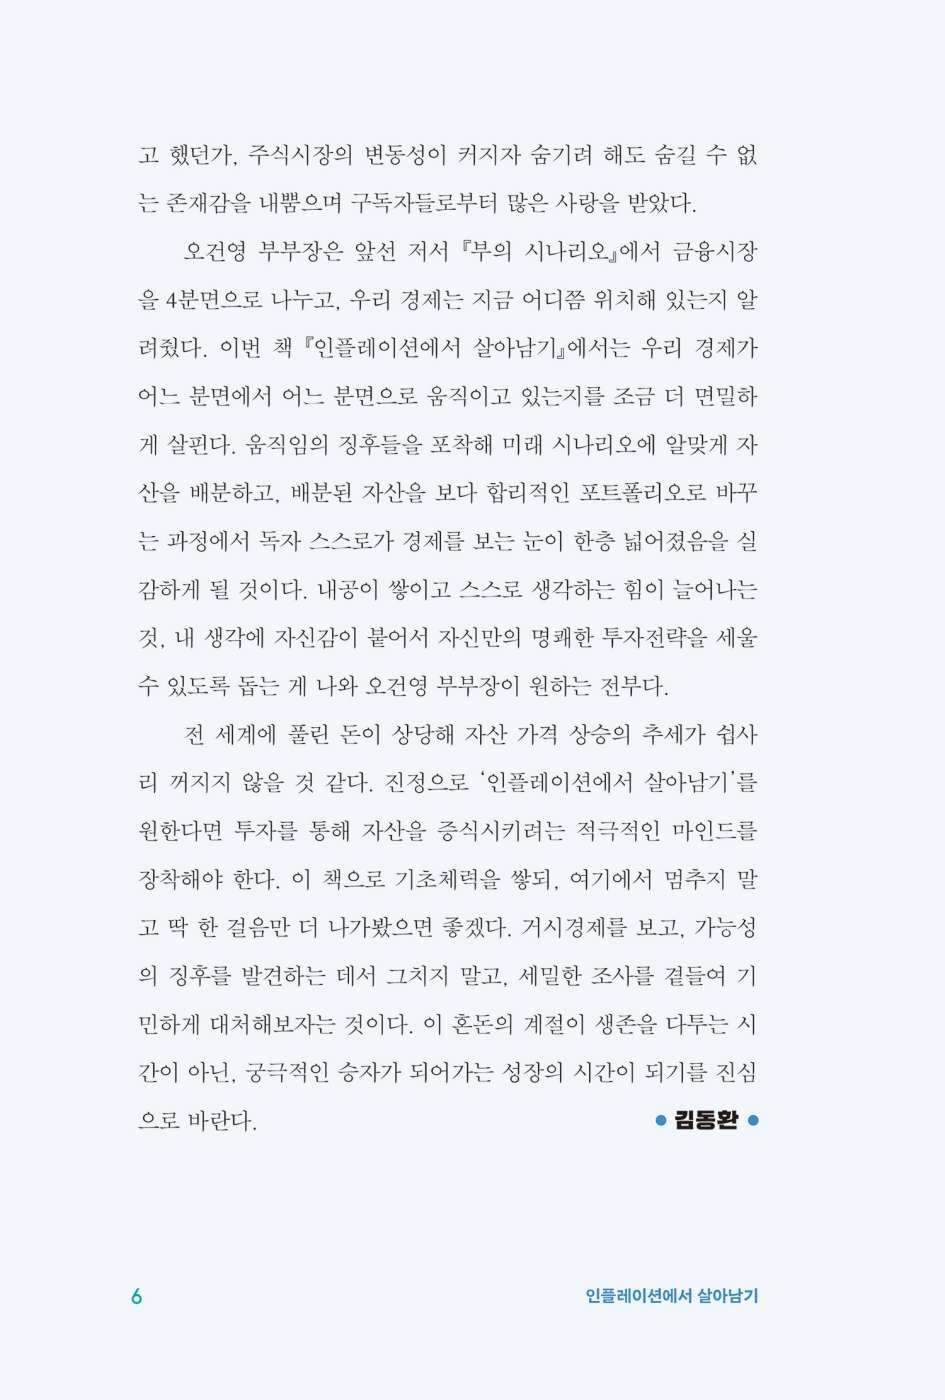 고 했던가, 주식시장의 변동성이 커지자 숨기려 해도 숨길 수 없
는 존재감을 내뿜으며 구독자들로부터 많은 사랑을 받았다.
오건영 부부장은 앞선 저서 『부의 시나리오』에서 금융시장
을 4분면으로 나누고, 우리 경제는 지금 어디쯤 위치해 있는지 알
려줬다. 이번 책 『인플레이션에서 살아남기』에서는 우리 경제가
어느 분면에서 어느 분면으로 움직이고 있는지를 조금 더 면밀하
게 살핀다. 움직임의 징후들을 포착해 미래 시나리오에 알맞게 자
산을 배분하고, 배분된 자산을 보다 합리적인 포트폴리오로 바꾸
는 과정에서 독자 스스로가 경제를 보는 눈이 한층 넓어졌음을 실
감하게 될 것이다. 내공이 쌓이고 스스로 생각하는 힘이 늘어나는
것, 내 생각에 자신감이 붙어서 자신만의 명쾌한 투자전략을 세울
수 있도록 돕는 게 나와 오건영 부부장이 원하는 전부다.
전 세계에 풀린 돈이 상당해 자산 가격 상승의 추세가 쉽사
리 꺼지지 않을 것 같다. 진정으로 ‘인플레이션에서 살아남기’를
원한다면 투자를 통해 자산을 증식시키려는 적극적인 마인드를
장착해야 한다. 이 책으로 기초체력을 쌓되, 여기에서 멈추지 말
고 딱 한 걸음만 더 나가봤으면 좋겠다. 거시경제를 보고, 가능성
의 징후를 발견하는 데서 그치지 말고, 세밀한 조사를 곁들여 기
민하게 대처해보자는 것이다. 이 혼돈의 계절이 생존을 다투는 시
간이 아닌, 궁극적인 승자가 되어가는 성장의 시간이 되기를 진심
으로 바란다.
• 김동환 •
6
인플레이션에서 살아남기